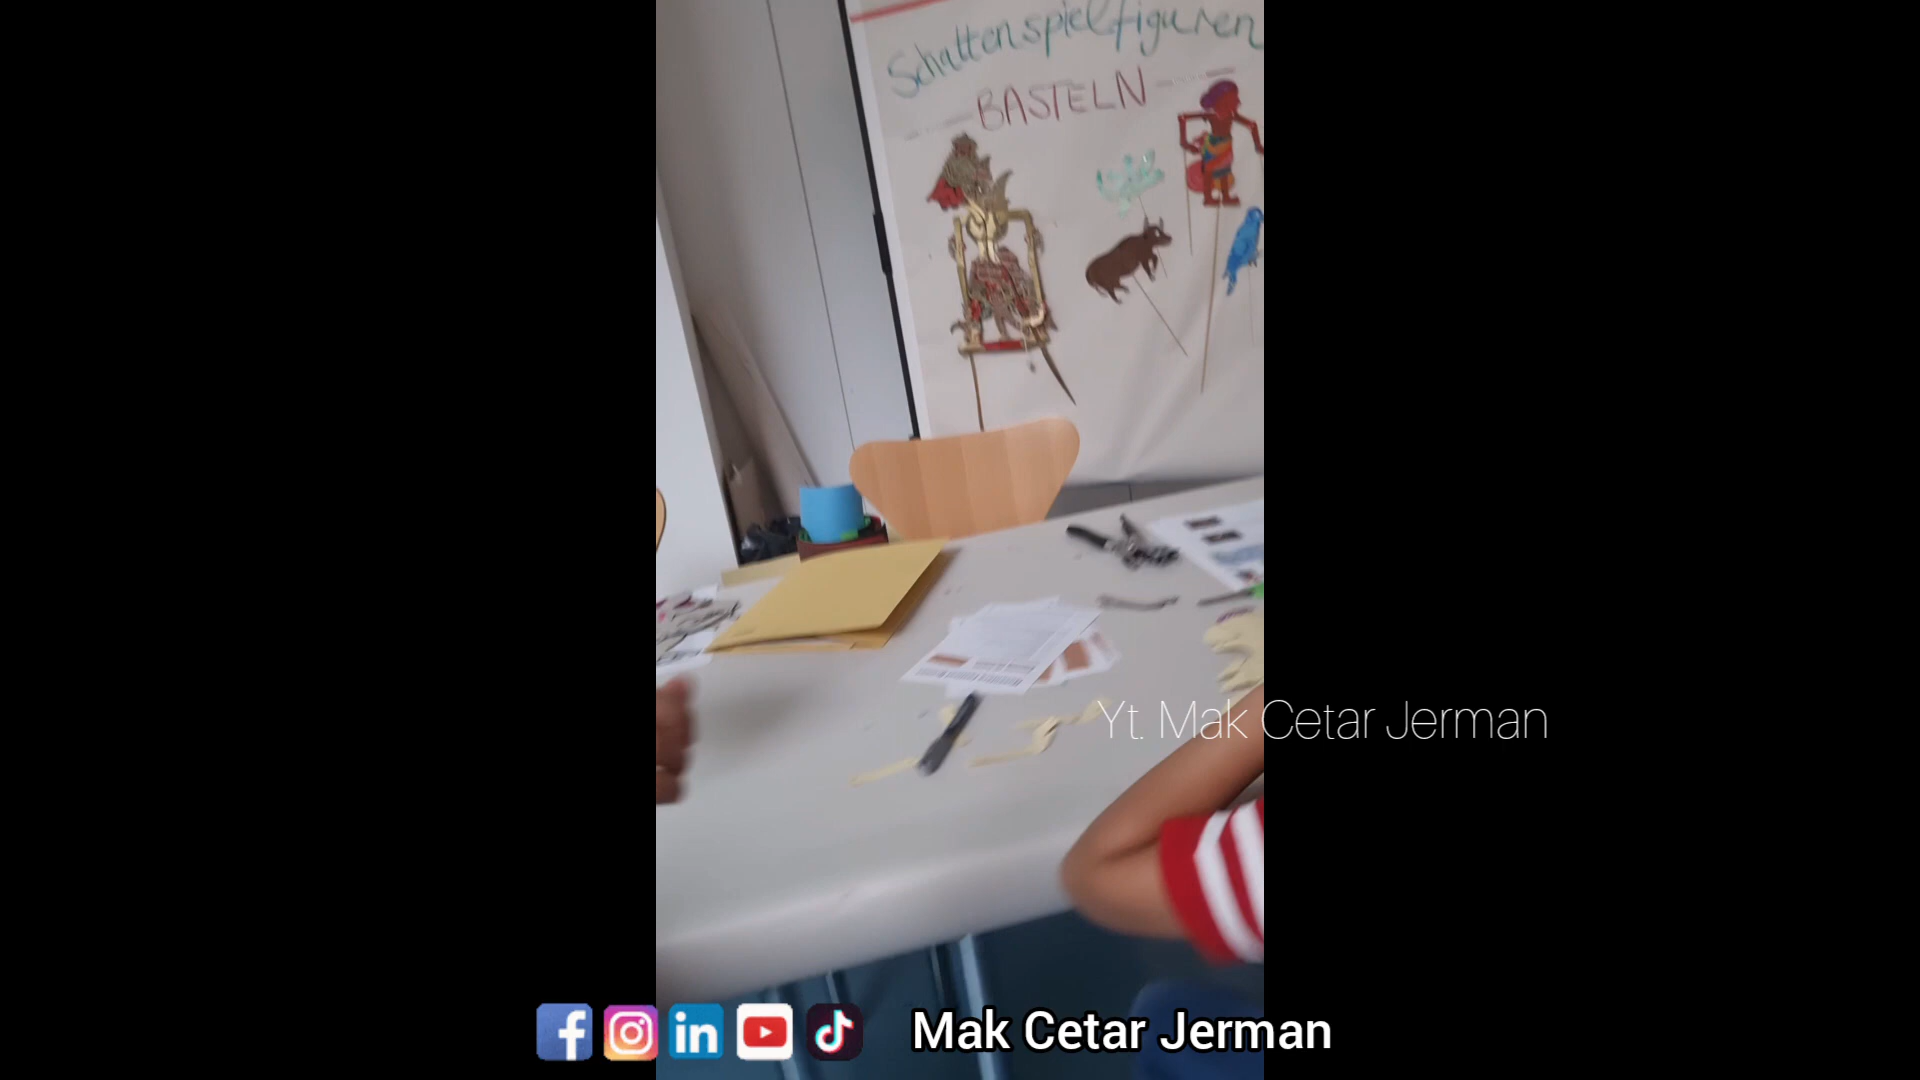 Schattenspielfiguren
BASTELN
Yt. Mak Cetar Jerman
Mak Cetar Jerman